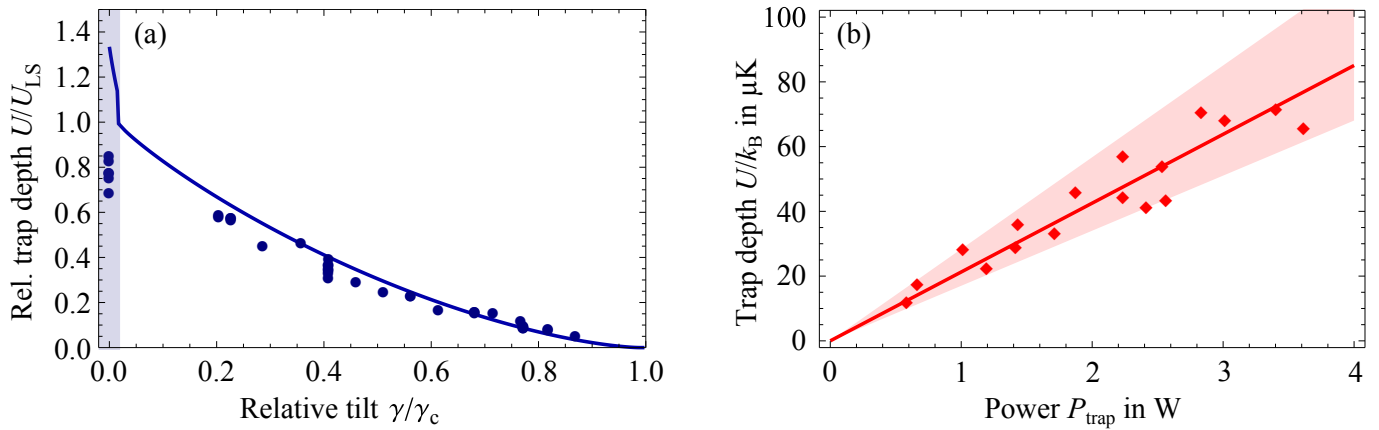 (a)
Rel. trap depth U/U_LS
1.4
1.2
1.0
0.8
0.6
0.4
0.2
0.0
0.0 0.2 0.4 0.6 0.8 1.0
Relative tilt γ/γ_c
(b)
Trap depth U/k_B in μK
100
80
60
40
20
0
0 1 2 3 4
Power P_trap in W